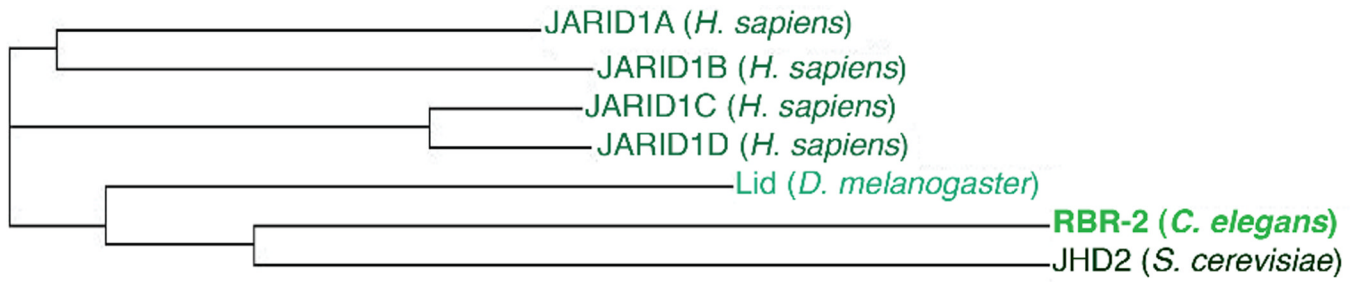 JARID1A (H. sapiens)
JARID1B (H. sapiens)
JARID1C (H. sapiens)
JARID1D (H. sapiens)
Lid (D. melanogaster)
RBR-2 (C. elegans)
JHD2 (S. cerevisiae)